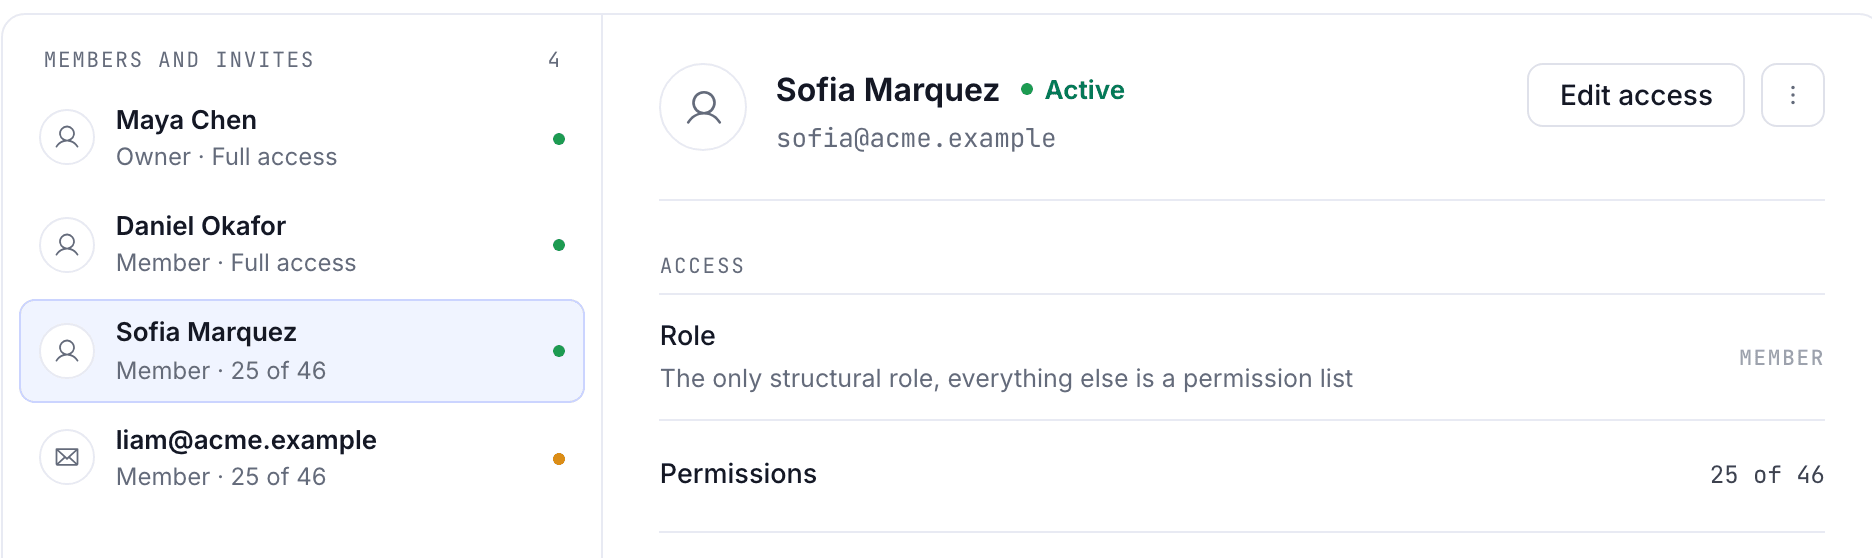 MEMBERS AND INVITES 4
Maya Chen
Owner · Full access
Daniel Okafor
Member · Full access
Sofia Marquez
Member · 25 of 46
liam@acme.example
Member · 25 of 46
Sofia Marquez Active
sofia@acme.example
Edit access
ACCESS
Role
The only structural role, everything else is a permission list
MEMBER
Permissions 25 of 46